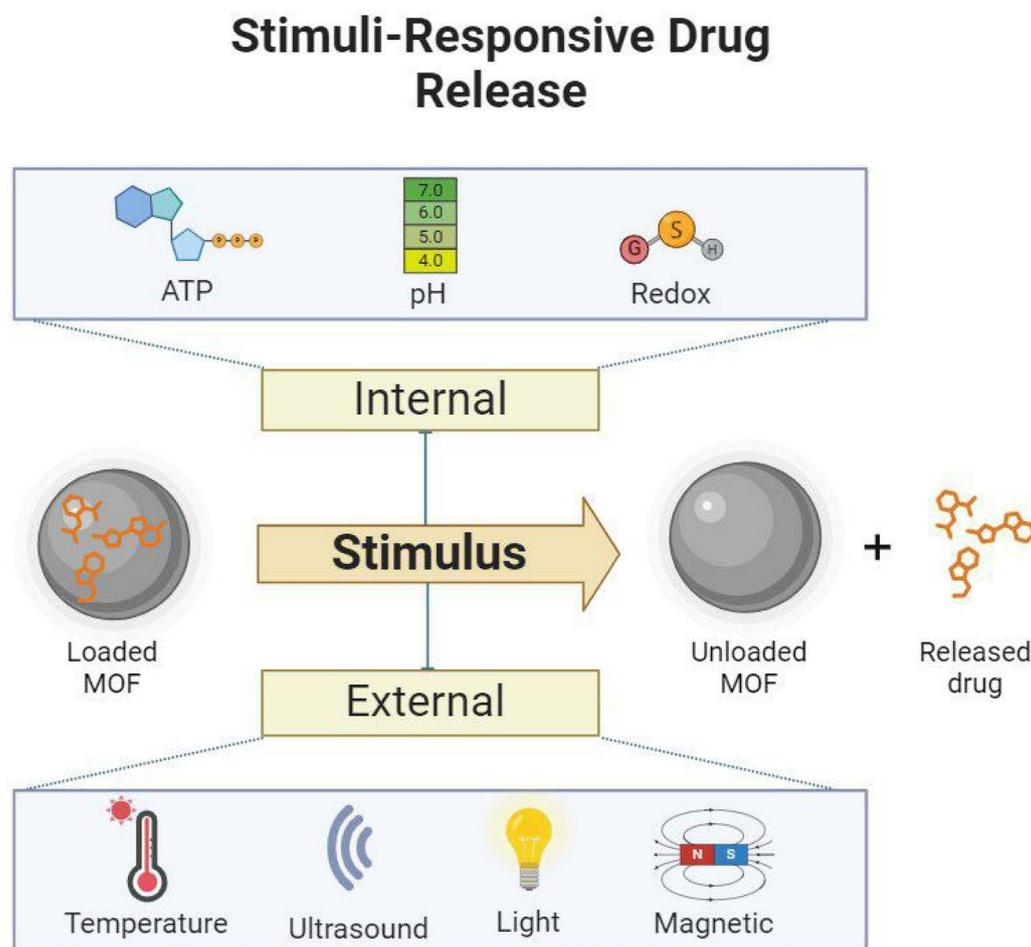 Stimuli-Responsive Drug
Release
7.0
6.0
5.0
4.0
P P P
G S H
ATP
pH
Redox
Internal
Stimulus
+
Loaded
MOF
Unloaded
MOF
Released
drug
External
N S
Temperature
Ultrasound
Light
Magnetic